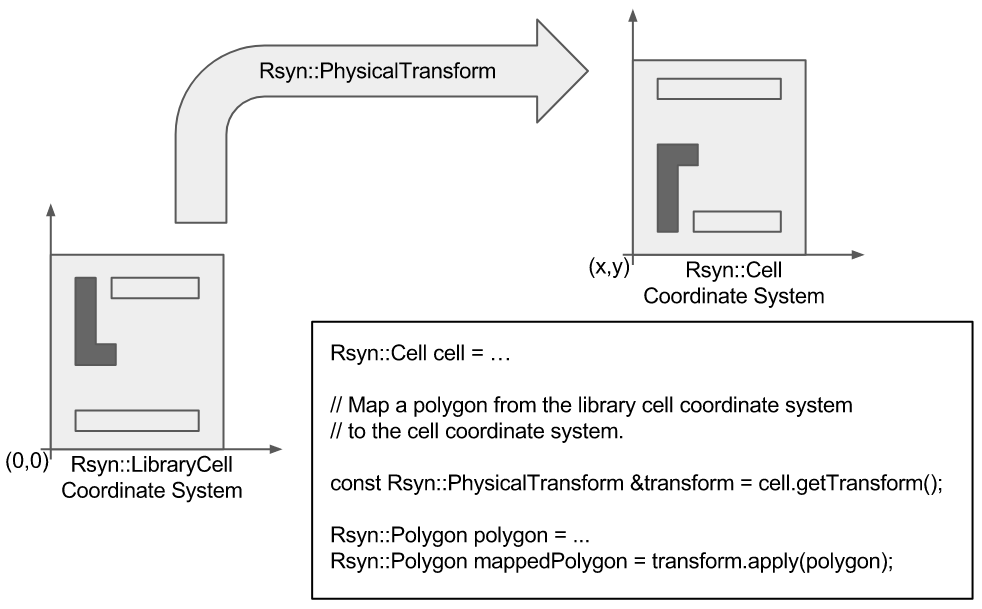 Rsyn::PhysicalTransform
(x,y)
Rsyn::Cell
Coordinate System
(0,0)
Rsyn::LibraryCell
Coordinate System
Rsyn::Cell cell = …
// Map a polygon from the library cell coordinate system
// to the cell coordinate system.
const Rsyn::PhysicalTransform &transform = cell.getTransform();
Rsyn::Polygon polygon = ...
Rsyn::Polygon mappedPolygon = transform.apply(polygon);